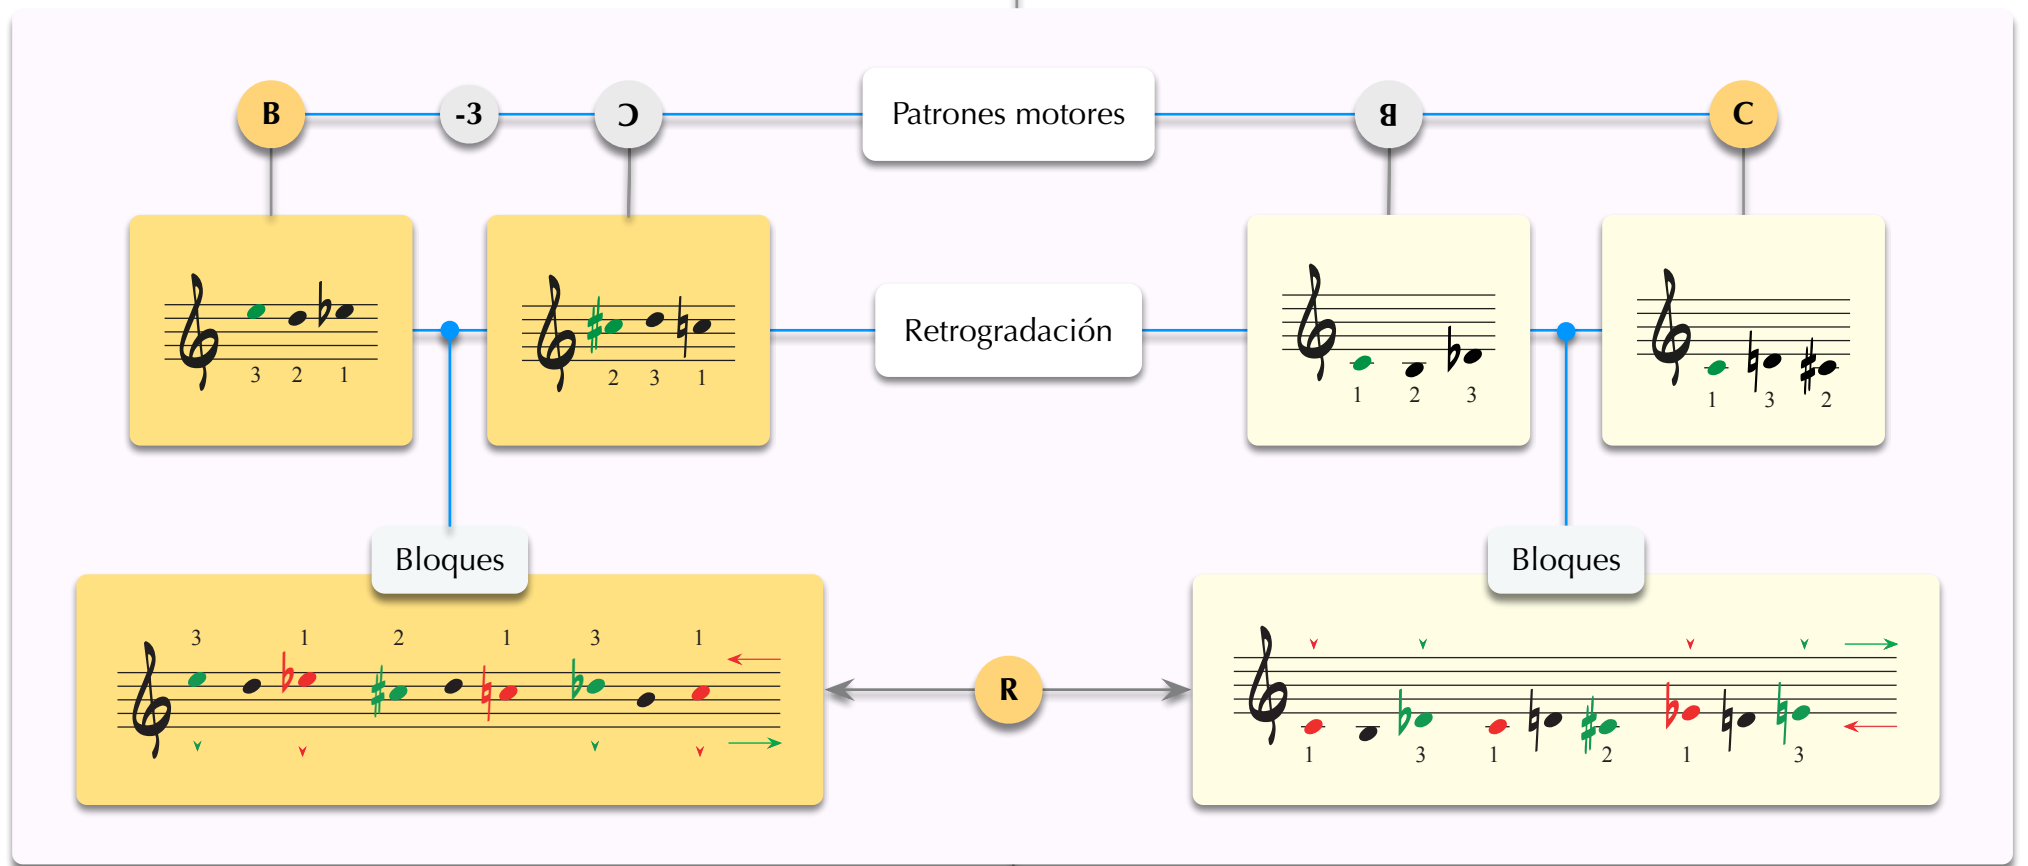 B -3 Ɔ Patrones motores ᗺ C
3 2 1
2 3 1
Retrogradación
1 2 3
1 3 2
Bloques
Bloques
3 1 2 1 3 1
R
1 3 1 2 1 3